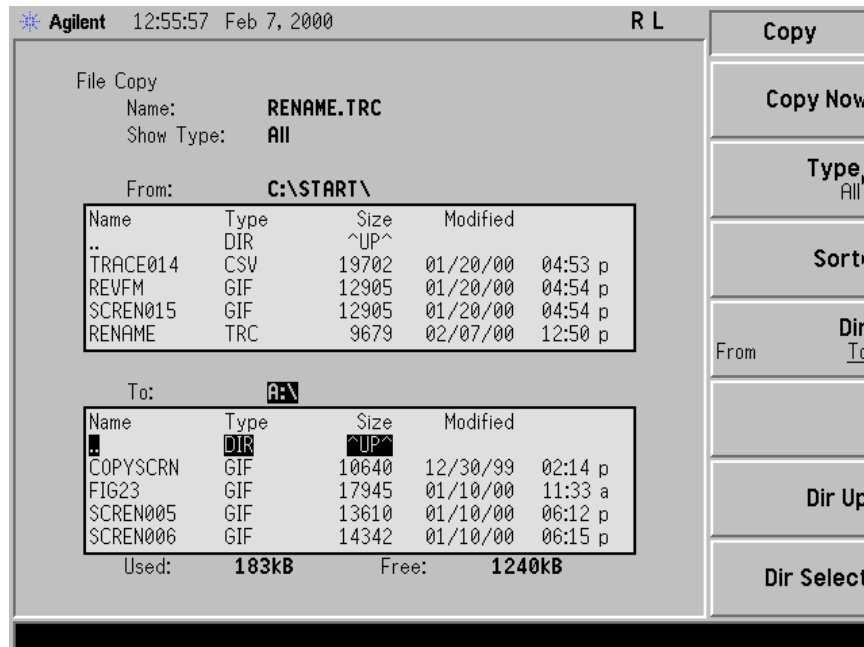 Agilent 12:55:57 Feb 7, 2000 R L
File Copy
Name: RENAME.TRC
Show Type: All
From: C:\START\
Name Type Size Modified
.. DIR ^UP^
TRACE014 CSV 19702 01/20/00 04:53 p
REVFM GIF 12905 01/20/00 04:54 p
SCREN015 GIF 12905 01/20/00 04:54 p
RENAME TRC 9679 02/07/00 12:50 p
To: A:\
Name Type Size Modified
.. DIR ^UP^
COPYSCRN GIF 10640 12/30/99 02:14 p
FIG23 GIF 17945 01/10/00 11:33 a
SCREN005 GIF 13610 01/10/00 06:12 p
SCREN006 GIF 14342 01/10/00 06:15 p
Used: 183kB Free: 1240kB
Copy
Copy Now
Type
All
Sort
Dir
From To
Dir Up
Dir Select